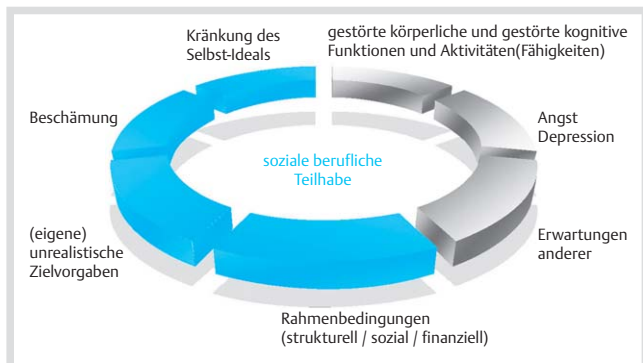 Kränkung des
Selbst-Ideals
gestörte körperliche und gestörte kognitive
Funktionen und Aktivitäten(Fähigkeiten)
Beschämung
Angst
Depression
soziale berufliche
Teilhabe
(eigene)
unrealistische
Zielvorgaben
Erwartungen
anderer
Rahmenbedingungen
(strukturell / sozial / finanziell)